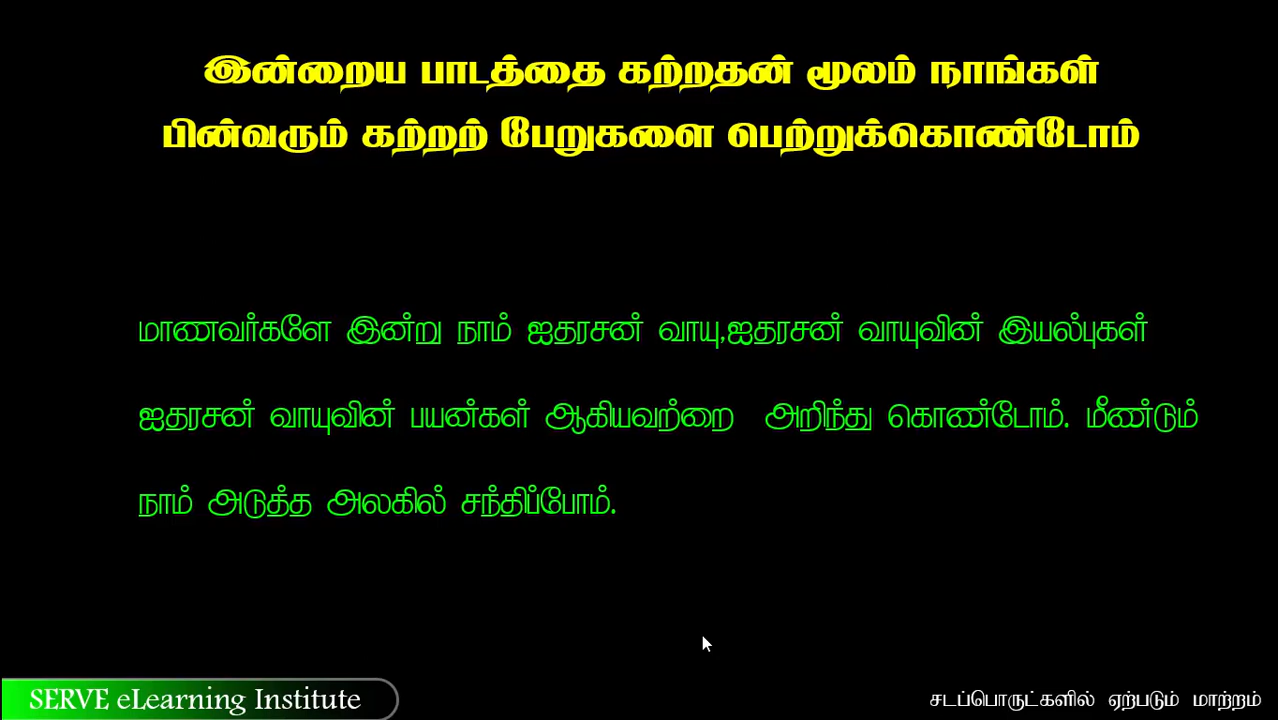 இன்றைய பாடத்தை கற்றதன் மூலம் நாங்கள்
பின்வரும் கற்றற் பேறுகளை பெற்றுக்கொண்டோம்
மாணவர்களே இன்று நாம் ஐதரசன் வாயு,ஐதரசன் வாயுவின் இயல்புகள்
ஐதரசன் வாயுவின் பயன்கள் ஆகியவற்றை அறிந்து கொண்டோம். மீண்டும்
நாம் அடுத்த அலகில் சந்திப்போம்.
SERVE eLearning Institute
சடப்பொருட்களில் ஏற்படும் மாற்றம்